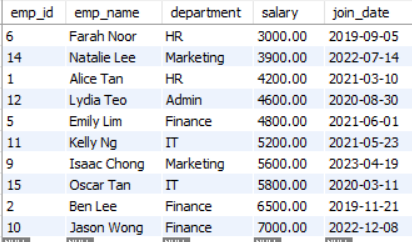 emp_id emp_name department salary join_date
6 Farah Noor HR 3000.00 2019-09-05
14 Natalie Lee Marketing 3900.00 2022-07-14
1 Alice Tan HR 4200.00 2021-03-10
12 Lydia Teo Admin 4600.00 2020-08-30
5 Emily Lim Finance 4800.00 2021-06-01
11 Kelly Ng IT 5200.00 2021-05-23
9 Isaac Chong Marketing 5600.00 2023-04-19
15 Oscar Tan IT 5800.00 2020-03-11
2 Ben Lee Finance 6500.00 2019-11-21
10 Jason Wong Finance 7000.00 2022-12-08